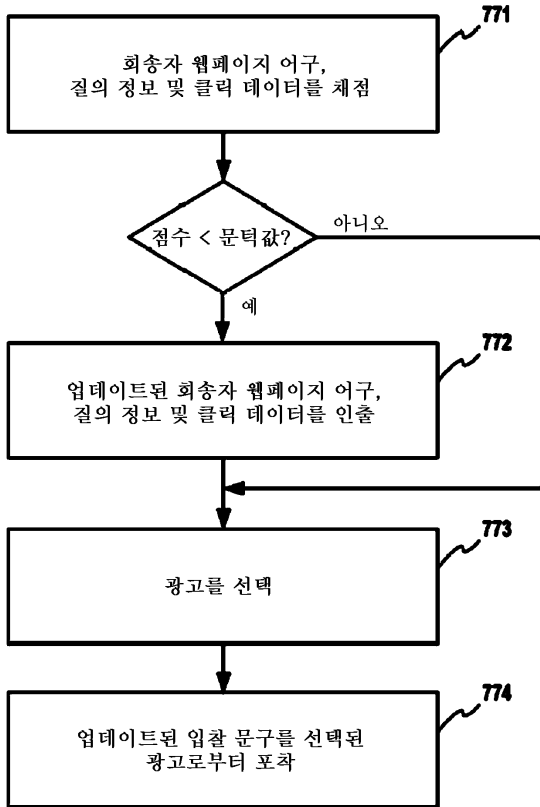 771
회송자 웹페이지 어구,
질의 정보 및 클릭 데이터를 채점
점수 < 문턱값?
아니오
예
772
업데이트된 회송자 웹페이지 어구,
질의 정보 및 클릭 데이터를 인출
773
광고를 선택
774
업데이트된 입찰 문구를 선택된
광고로부터 포착